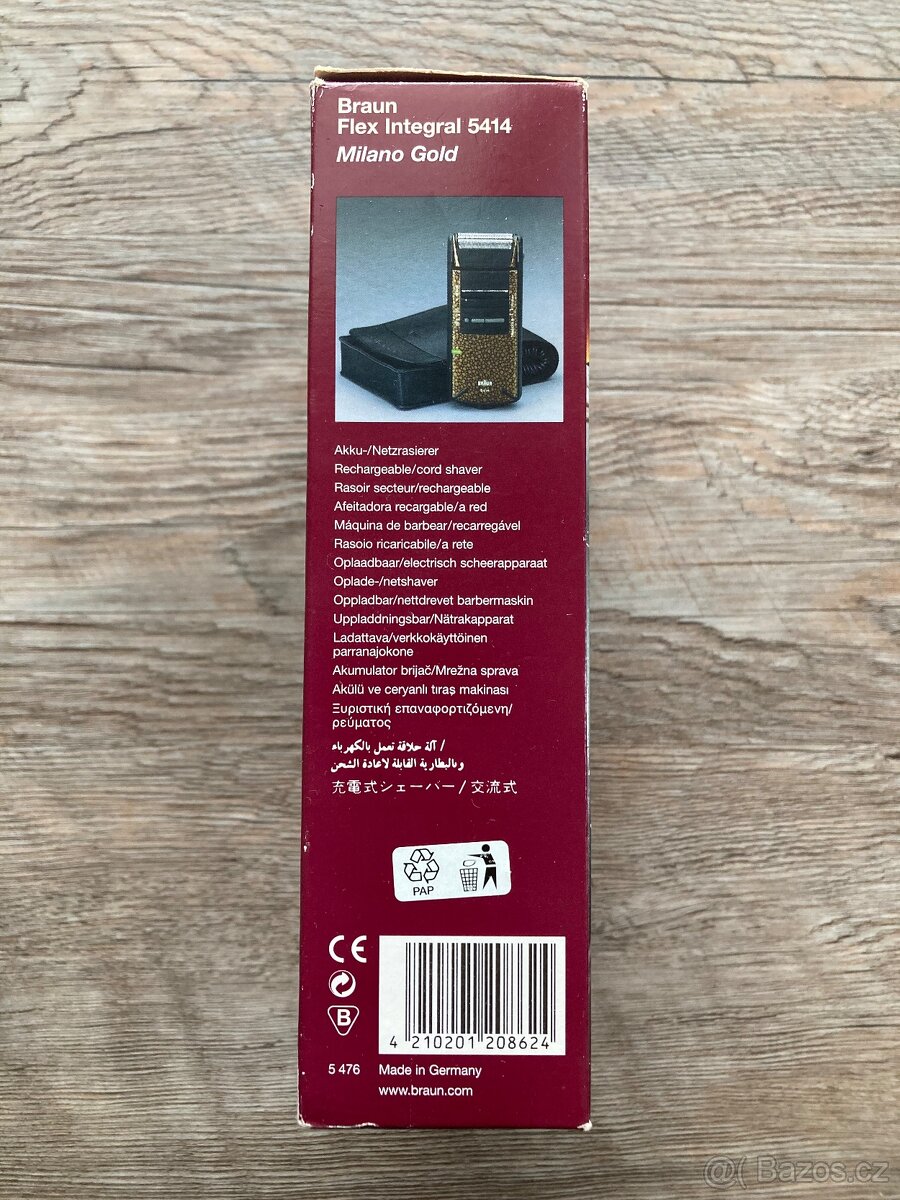 Braun
Flex Integral 5414
Milano Gold
BRAUN
Akku-/Netzrasierer
Rechargeable/cord shaver
Rasoir secteur/rechargeable
Afeitadora recargable/a red
Máquina de barbear/recarregável
Rasoio ricaricabile/a rete
Oplaadbaar/electrisch scheerapparaat
Oplade-/netshaver
Oppladbar/nettdrevet barbermaskin
Uppladdningsbar/Nätrakapparat
Ladattava/verkkokäyttöinen
parranajokone
Akumulator brijač/Mrežna sprava
Akülü ve ceryanlı tıraş makinası
Ξυριστική επαναφορτιζόμενη/
ρεύματος
آلة حلاقة تعمل بالكهرباء /
وبالبطارية القابلة لاعادة الشحن
充電式シェーバー/交流式
PAP
CE
B
4 210201 208624
5 476 Made in Germany
www.braun.com
@( Bazos.cz